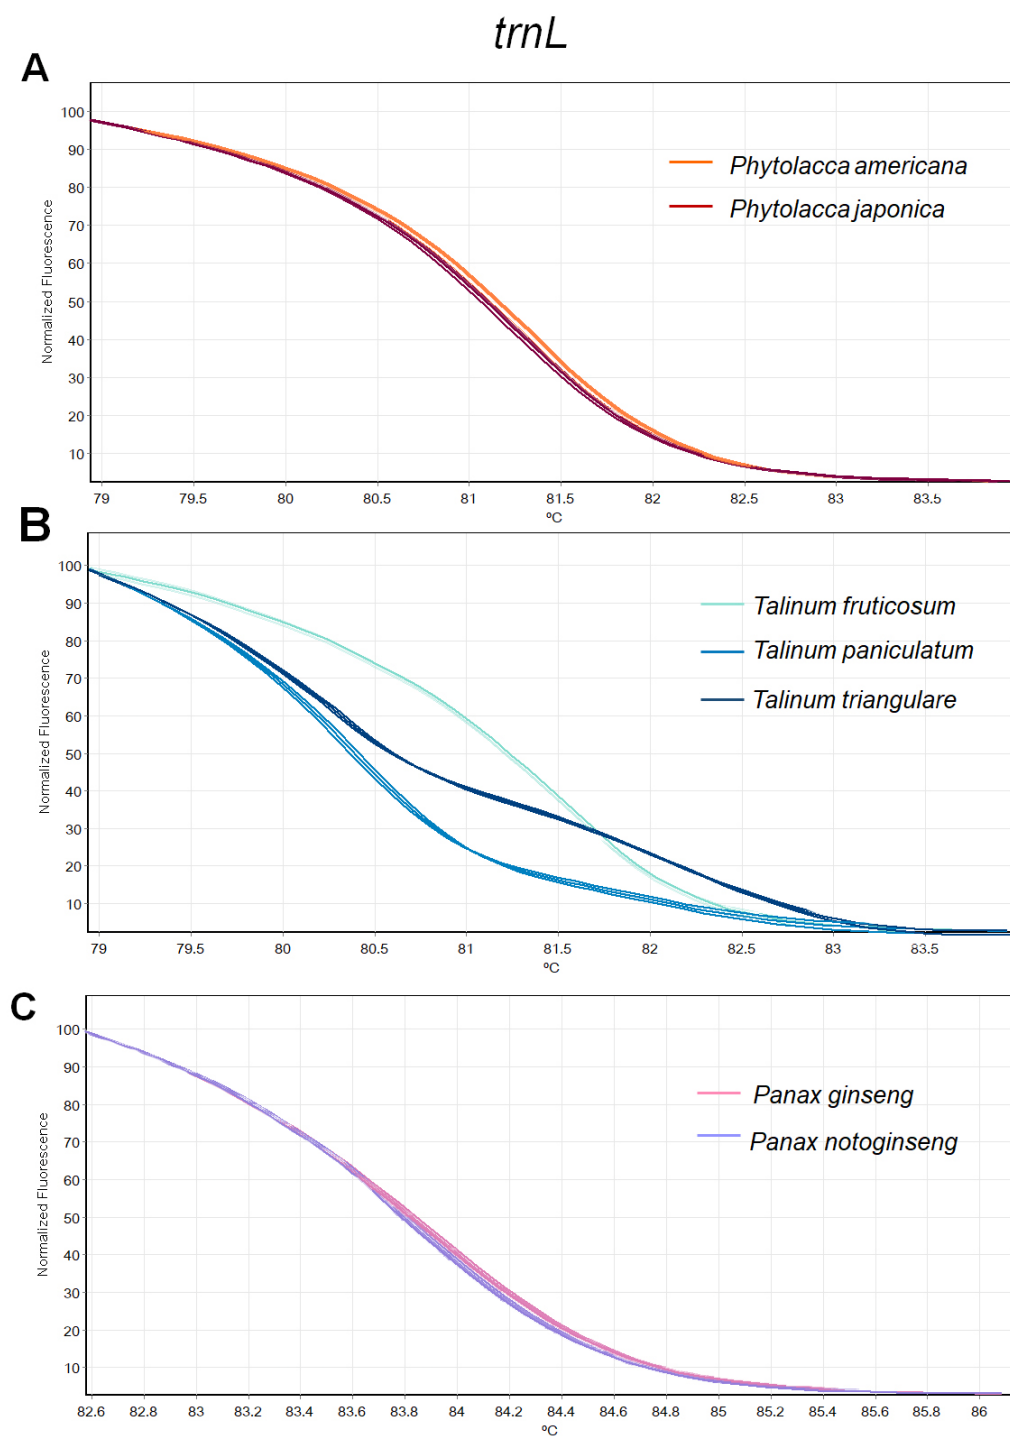 trnL
A
Normalized Fluorescence
100
90
80
70
60
50
40
30
20
10
Phytolacca americana
Phytolacca japonica
79 79.5 80 80.5 81 81.5 82 82.5 83 83.5
ºC
B
Normalized Fluorescence
100
90
80
70
60
50
40
30
20
10
Talinum fruticosum
Talinum paniculatum
Talinum triangulare
79 79.5 80 80.5 81 81.5 82 82.5 83 83.5
ºC
C
Normalized Fluorescence
100
90
80
70
60
50
40
30
20
10
Panax ginseng
Panax notoginseng
82.6 82.8 83 83.2 83.4 83.6 83.8 84 84.2 84.4 84.6 84.8 85 85.2 85.4 85.6 85.8 86
ºC